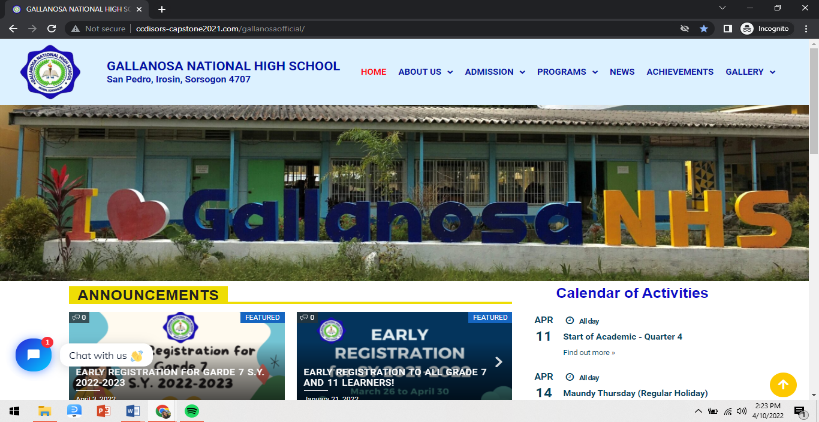 GALLANOSA NATIONAL HIGH SC
Not secure
ccdisors-capstone2021.com/gallanosaofficial/
Incognito
GALLANOSA NATIONAL HIGH SCHOOL
San Pedro, Irosin, Sorsogon 4707
HOME ABOUT US ADMISSION PROGRAMS NEWS ACHIEVEMENTS GALLERY
I Gallanosa NHS
ANNOUNCEMENTS
0 FEATURED
Registration for
Garde 7
EARLY REGISTRATION FOR GARDE 7 S.Y.
2022-2023
S.Y. 2022-2023
April 3, 2022
0 FEATURED
EARLY
REGISTRATION
EARLY REGISTRATION TO ALL GRADE 7
AND 11 LEARNERS!
March 26 to April 30
January 21, 2022
Calendar of Activities
APR
11
All day
Start of Academic - Quarter 4
Find out more »
APR
14
All day
Maundy Thursday (Regular Holiday)
1
Chat with us
2:23 PM
4/10/2022
1